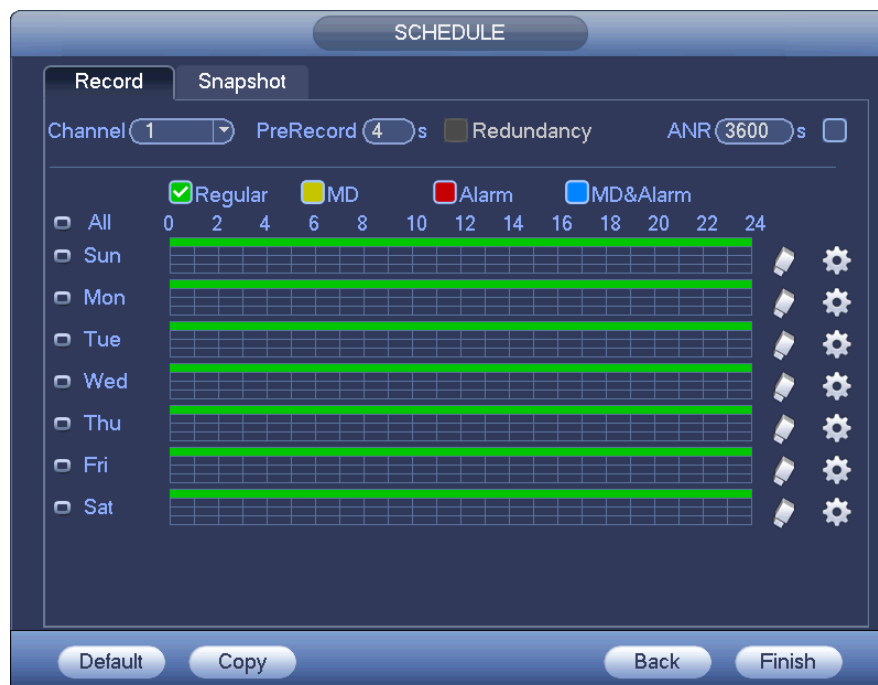 SCHEDULE
Record Snapshot
Channel 1 PreRecord 4 s Redundancy ANR 3600 s
Regular MD Alarm MD&Alarm
All 0 2 4 6 8 10 12 14 16 18 20 22 24
Sun
Mon
Tue
Wed
Thu
Fri
Sat
Default Copy Back Finish